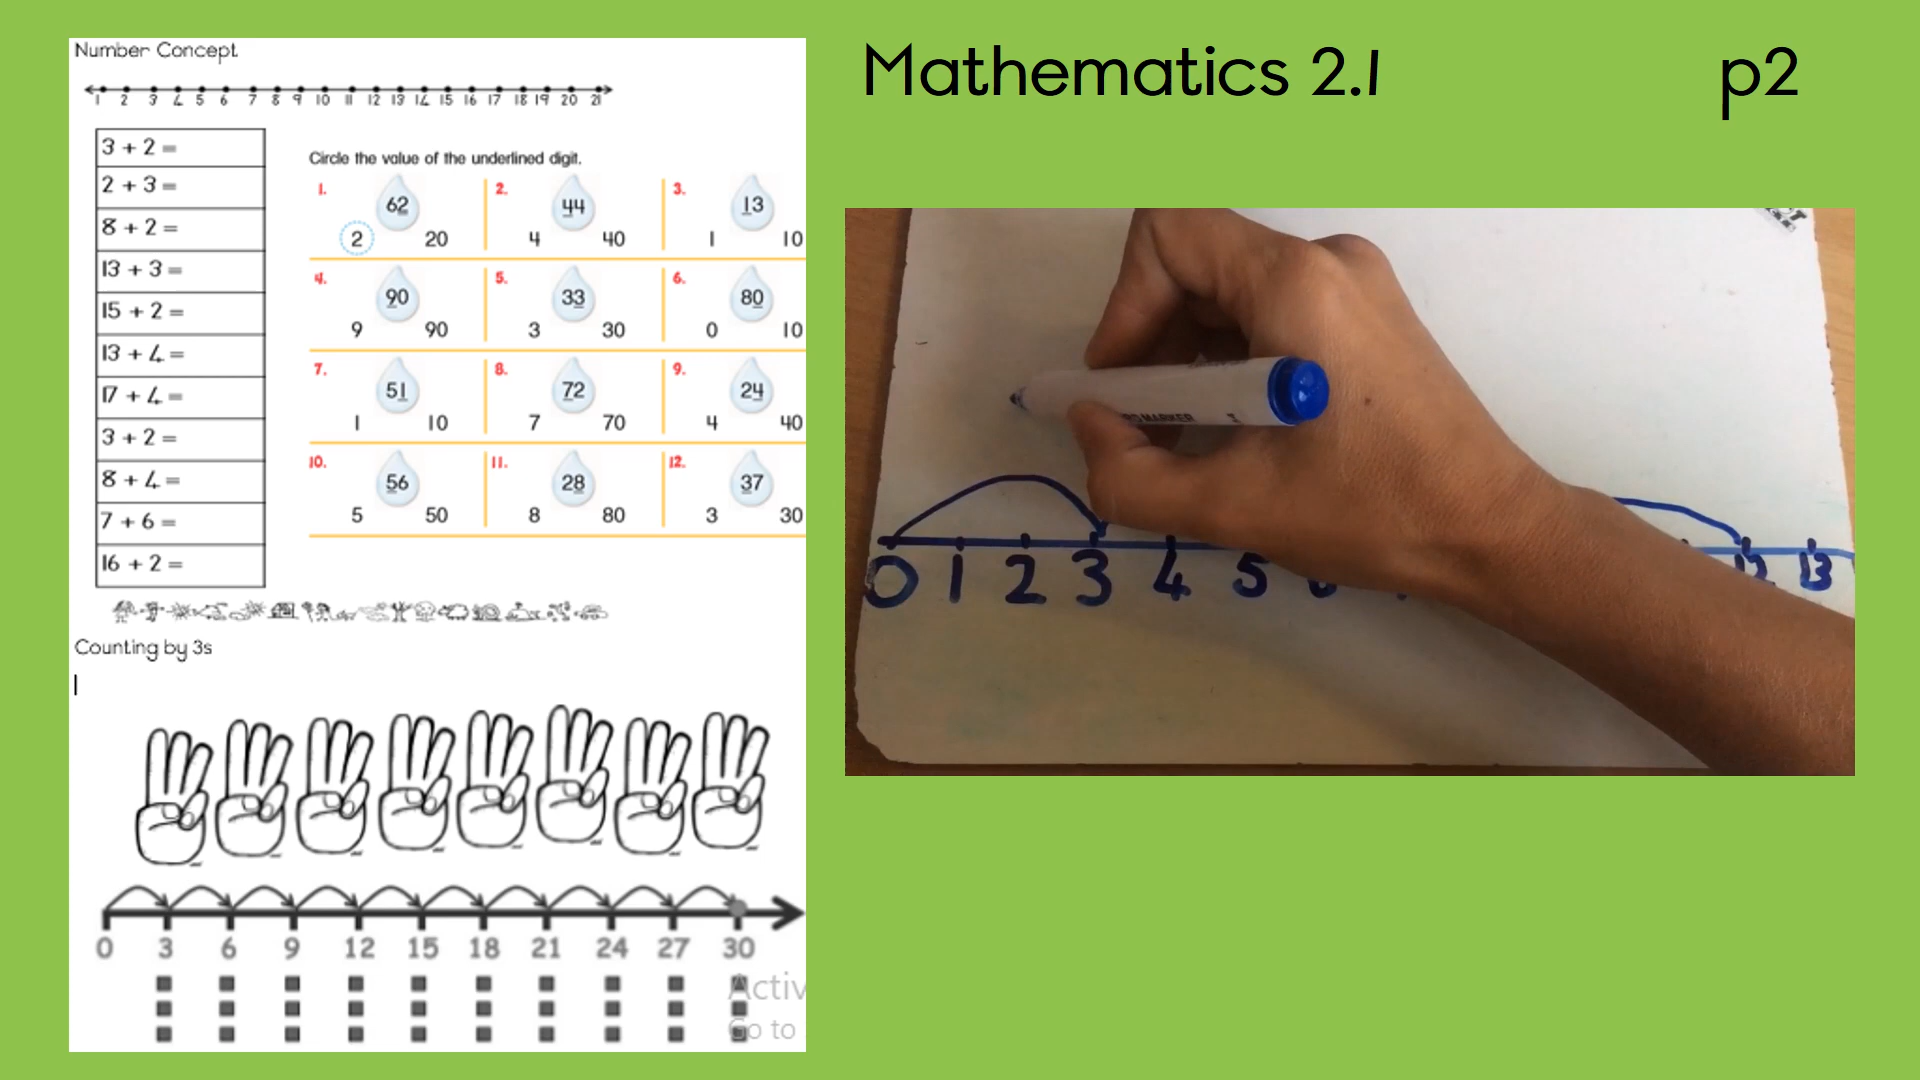 Mathematics 2.1
p2
Number Concept
1 2 3 4 5 6 7 8 9 10 11 12 13 14 15 16 17 18 19 20 21
3 + 2 =
2 + 3 =
8 + 2 =
13 + 3 =
15 + 2 =
13 + 4 =
17 + 4 =
3 + 2 =
8 + 4 =
7 + 6 =
16 + 2 =
Circle the value of the underlined digit.
1. 62
2 20
2. 44
4 40
3. 13
1 10
4. 90
9 90
5. 33
3 30
6. 80
0 10
7. 51
1 10
8. 72
7 70
9. 24
4 40
10. 56
5 50
11. 28
8 80
12. 37
3 30
Counting by 3s
0 3 6 9 12 15 18 21 24 27 30
Go to
MARKER
0 1 2 3 4 5 12 13